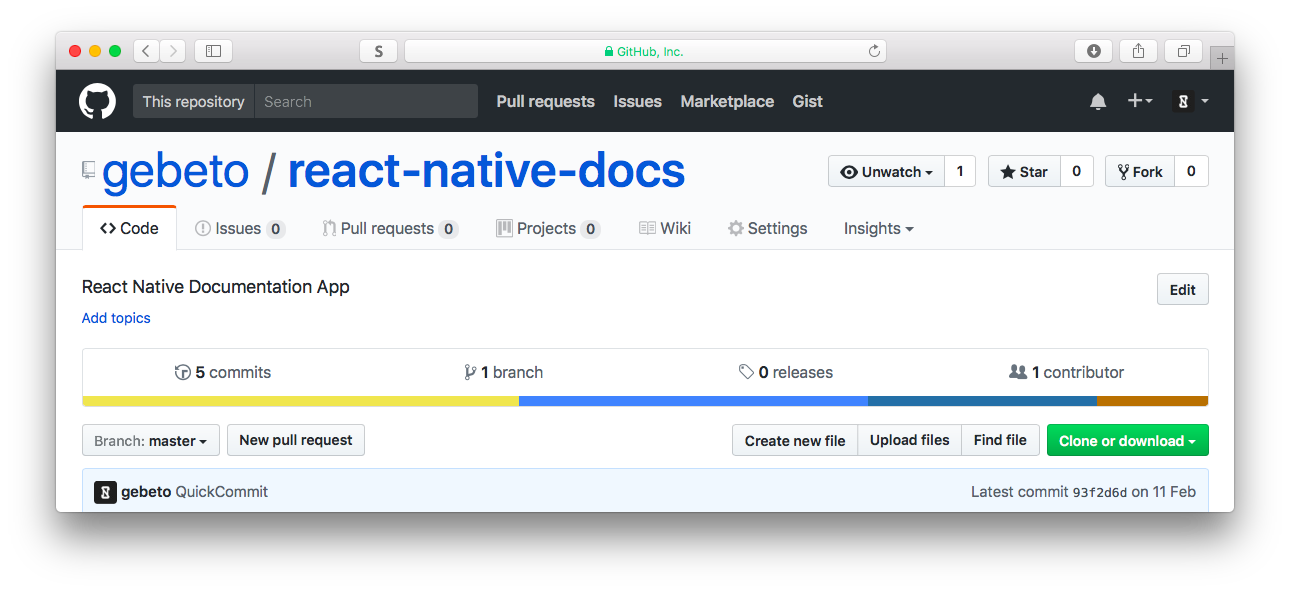 S GitHub, Inc.
This repository Search Pull requests Issues Marketplace Gist
gebeto / react-native-docs Unwatch 1 Star 0 Fork 0
Code Issues 0 Pull requests 0 Projects 0 Wiki Settings Insights
React Native Documentation App Edit
Add topics
5 commits 1 branch 0 releases 1 contributor
Branch: master New pull request Create new file Upload files Find file Clone or download
gebeto QuickCommit Latest commit 93f2d6d on 11 Feb